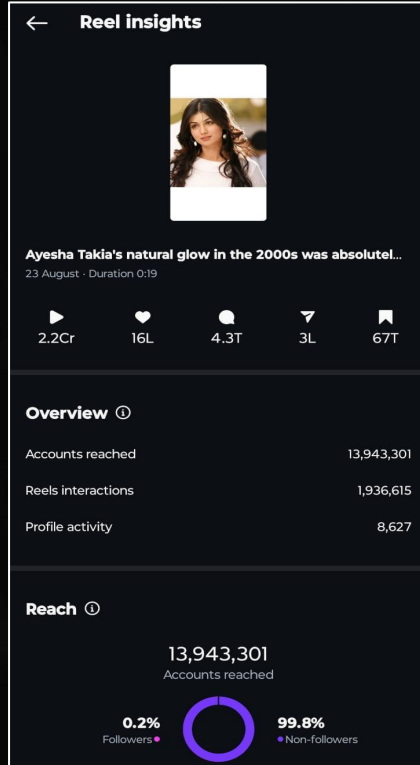 Reel insights
Ayesha Takia's natural glow in the 2000s was absolutel...
23 August · Duration 0:19
2.2Cr 16L 4.3T 3L 67T
Overview
Accounts reached 13,943,301
Reels interactions 1,936,615
Profile activity 8,627
Reach
13,943,301
Accounts reached
0.2% 99.8%
Followers Non-followers